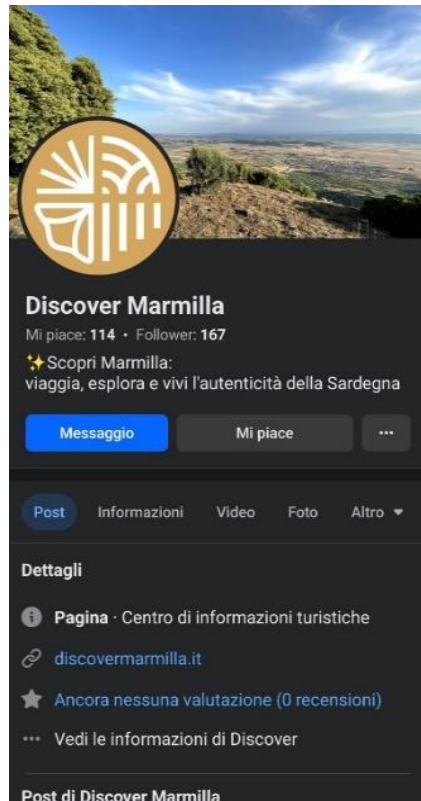 Discover Marmilla
Mi piace: 114 • Follower: 167
✨Scopri Marmilla:
viaggia, esplora e vivi l'autenticità della Sardegna
Messaggio Mi piace ...
Post Informazioni Video Foto Altro
Dettagli
Pagina · Centro di informazioni turistiche
discovermarmilla.it
Ancora nessuna valutazione (0 recensioni)
Vedi le informazioni di Discover
Post di Discover Marmilla